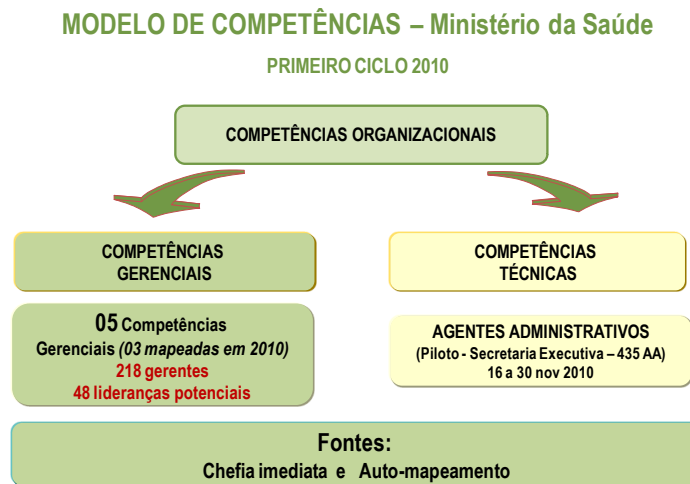 MODELO DE COMPETÊNCIAS – Ministério da Saúde
PRIMEIRO CICLO 2010
COMPETÊNCIAS ORGANIZACIONAIS
COMPETÊNCIAS
GERENCIAIS
COMPETÊNCIAS
TÉCNICAS
05 Competências
Gerenciais (03 mapeadas em 2010)
218 gerentes
48 lideranças potenciais
AGENTES ADMINISTRATIVOS
(Piloto - Secretaria Executiva – 435 AA)
16 a 30 nov 2010
Fontes:
Chefia imediata e Auto-mapeamento